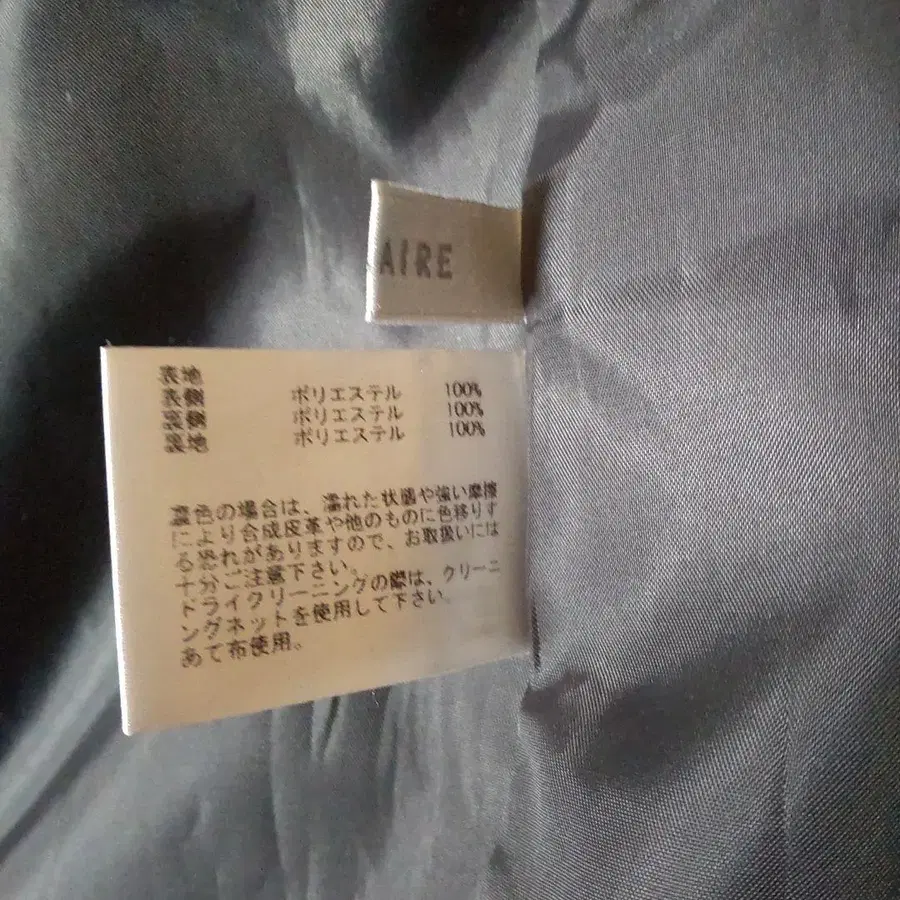 AIRE
表地
表側 ポリエステル 100%
裏側 ポリエステル 100%
裏地 ポリエステル 100%
濃色の場合は、濡れた状態や強い摩擦
により合成皮革や他のものに色移りす
る恐れがありますので、お取扱いには
十分ご注意下さい。
ドライクリーニングの際は、クリーニ
ングネットを使用して下さい。
あて布使用。